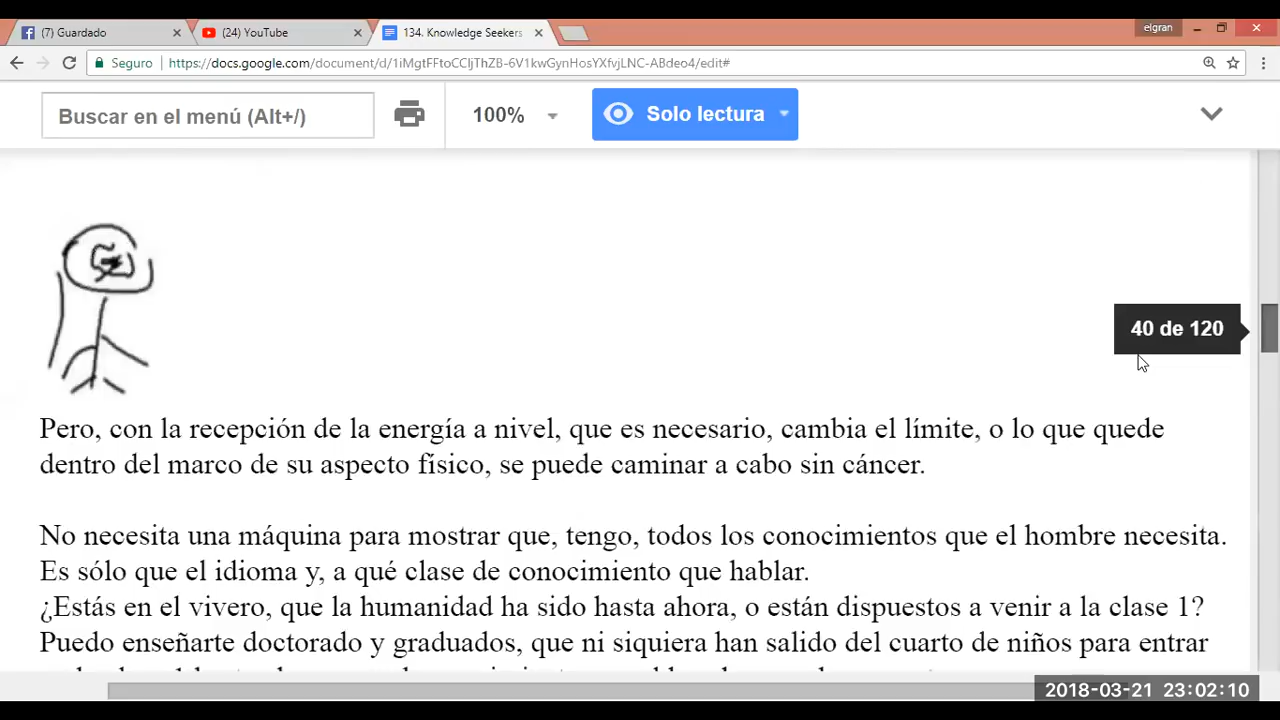 (7) Guardado
(24) YouTube
134. Knowledge Seekers
elgran
Seguro
https://docs.google.com/document/d/1iMgtFFtoCCIjThZB-6V1kwGynHosYXfvjLNC-ABdeo4/edit#
Buscar en el menú (Alt+/)
100%
Solo lectura
40 de 120
Pero, con la recepción de la energía a nivel, que es necesario, cambia el límite, o lo que quede
dentro del marco de su aspecto físico, se puede caminar a cabo sin cáncer.
No necesita una máquina para mostrar que, tengo, todos los conocimientos que el hombre necesita.
Es sólo que el idioma y, a qué clase de conocimiento que hablar.
¿Estás en el vivero, que la humanidad ha sido hasta ahora, o están dispuestos a venir a la clase 1?
Puedo enseñarte doctorado y graduados, que ni siquiera han salido del cuarto de niños para entrar
2018-03-21 23:02:10